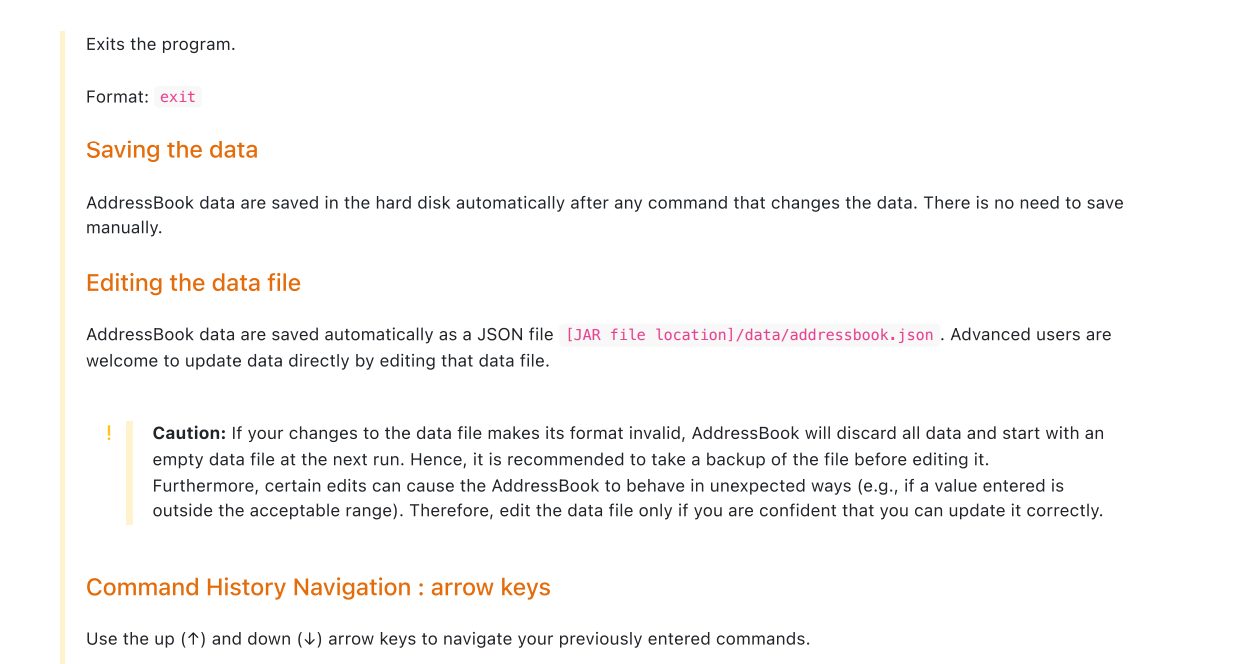 Exits the program.
Format: exit
Saving the data
AddressBook data are saved in the hard disk automatically after any command that changes the data. There is no need to save
manually.
Editing the data file
AddressBook data are saved automatically as a JSON file [JAR file location]/data/addressbook.json . Advanced users are
welcome to update data directly by editing that data file.
! Caution: If your changes to the data file makes its format invalid, AddressBook will discard all data and start with an
empty data file at the next run. Hence, it is recommended to take a backup of the file before editing it.
Furthermore, certain edits can cause the AddressBook to behave in unexpected ways (e.g., if a value entered is
outside the acceptable range). Therefore, edit the data file only if you are confident that you can update it correctly.
Command History Navigation : arrow keys
Use the up (↑) and down (↓) arrow keys to navigate your previously entered commands.